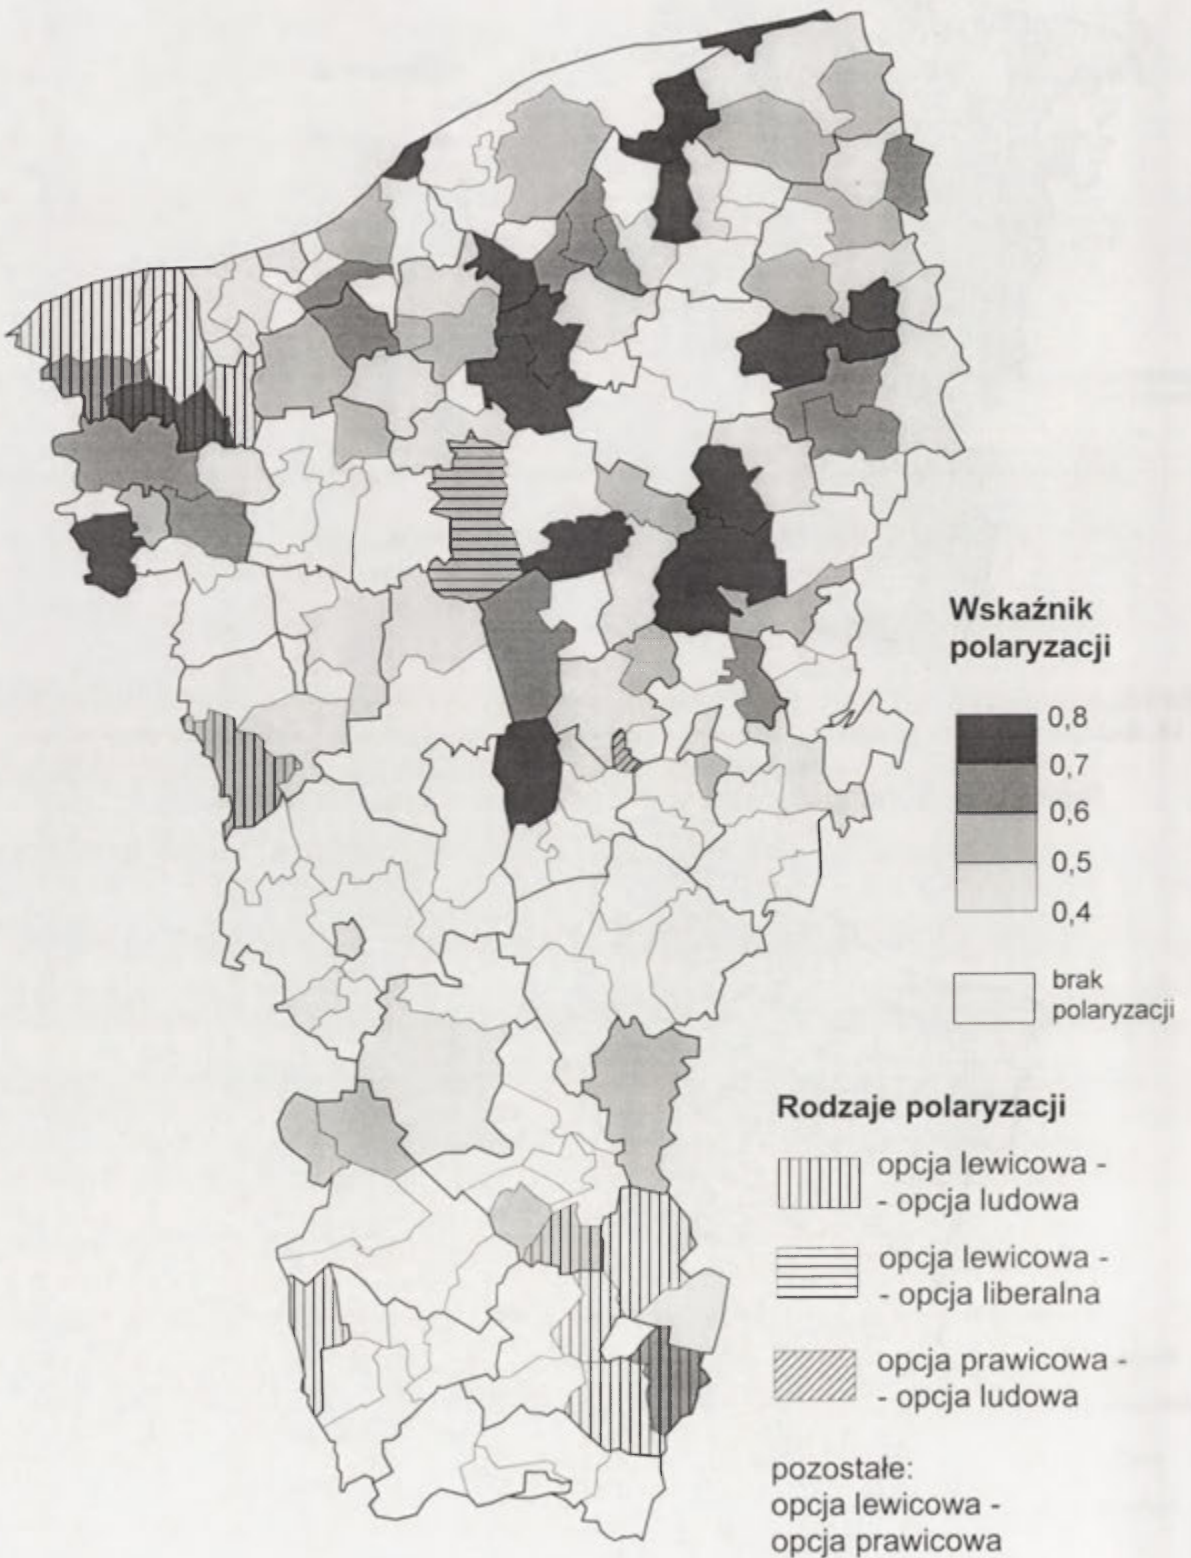 Wskaźnik
polaryzacji
0,8
0,7
0,6
0,5
0,4
brak
polaryzacji
Rodzaje polaryzacji
opcja lewicowa -
- opcja ludowa
opcja lewicowa -
- opcja liberalna
opcja prawicowa -
- opcja ludowa
pozostałe:
opcja lewicowa -
opcja prawicowa